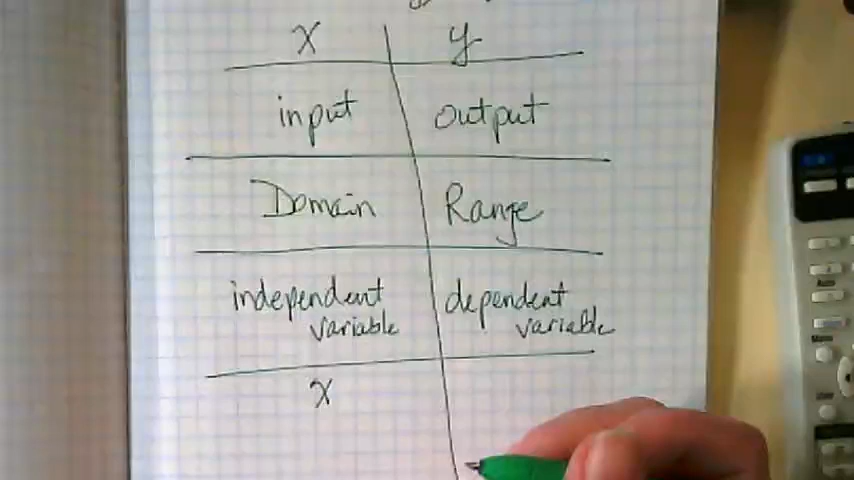 x y
input output
Domain Range
independent dependent
variable variable
x